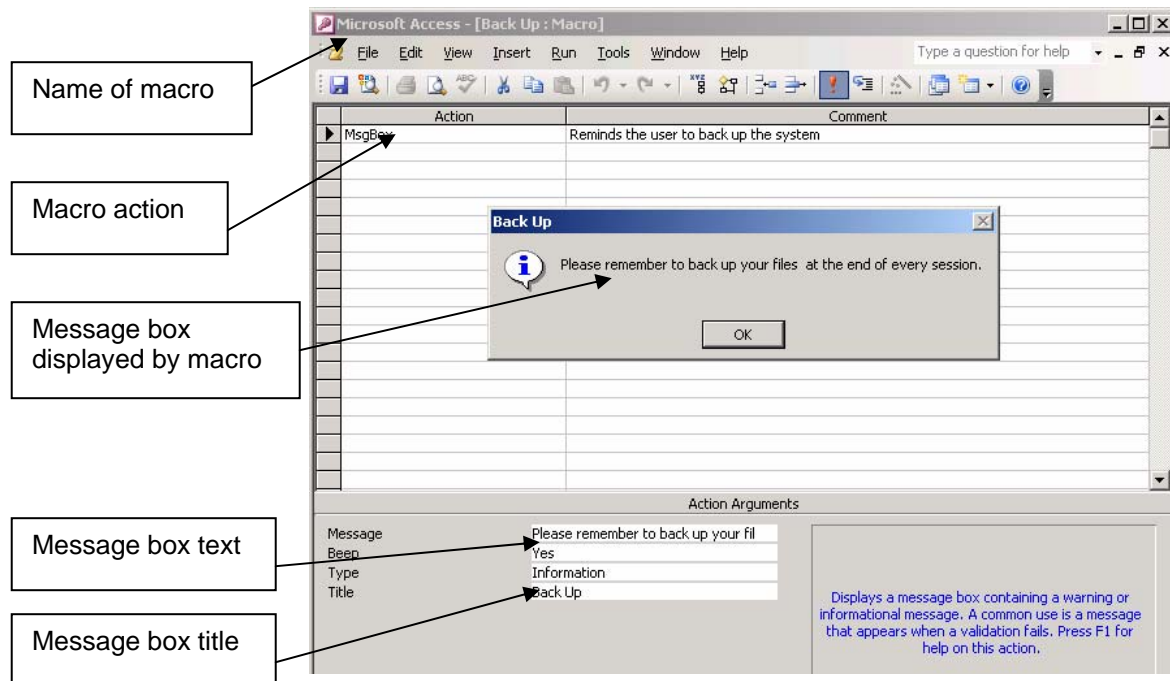 Microsoft Access - [Back Up : Macro]
File Edit View Insert Run Tools Window Help
Type a question for help
Name of macro
Action
Comment
MsgBox
Reminds the user to back up the system
Macro action
Back Up
Please remember to back up your files at the end of every session.
OK
Message box
displayed by macro
Action Arguments
Message
Please remember to back up your fil
Beep
Yes
Type
Information
Title
Back Up
Message box text
Message box title
Displays a message box containing a warning or
informational message. A common use is a message
that appears when a validation fails. Press F1 for
help on this action.